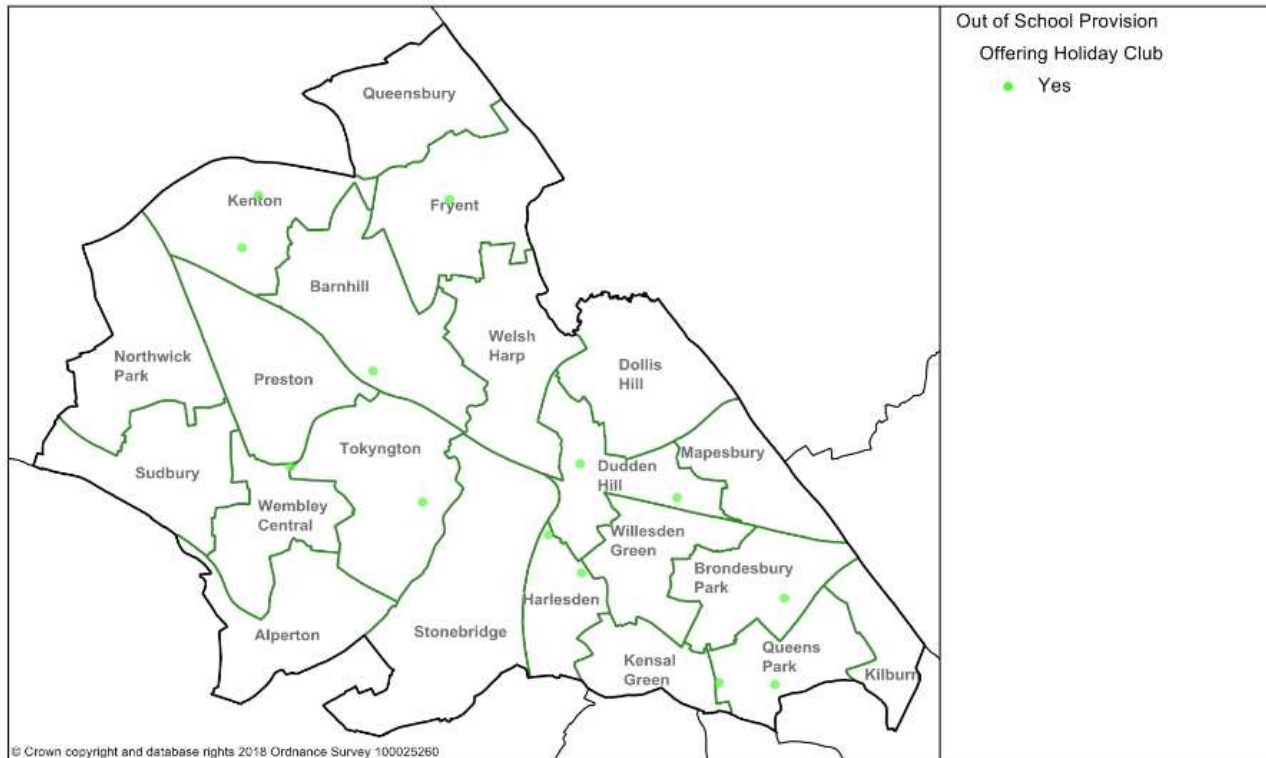 Out of School Provision
Offering Holiday Club
Yes
Queensbury
Kenton
Fryent
Barnhill
Northwick
Park
Preston
Welsh
Harp
Dollis
Hill
Tokyngton
Mapesbury
Sudbury
Dudden
Hill
Wembley
Central
Willesden
Green
Brondesbury
Park
Harlesden
Alperton
Stonebridge
Kensal
Green
Queens
Park
Kilburn
© Crown copyright and database rights 2018 Ordnance Survey 100025260